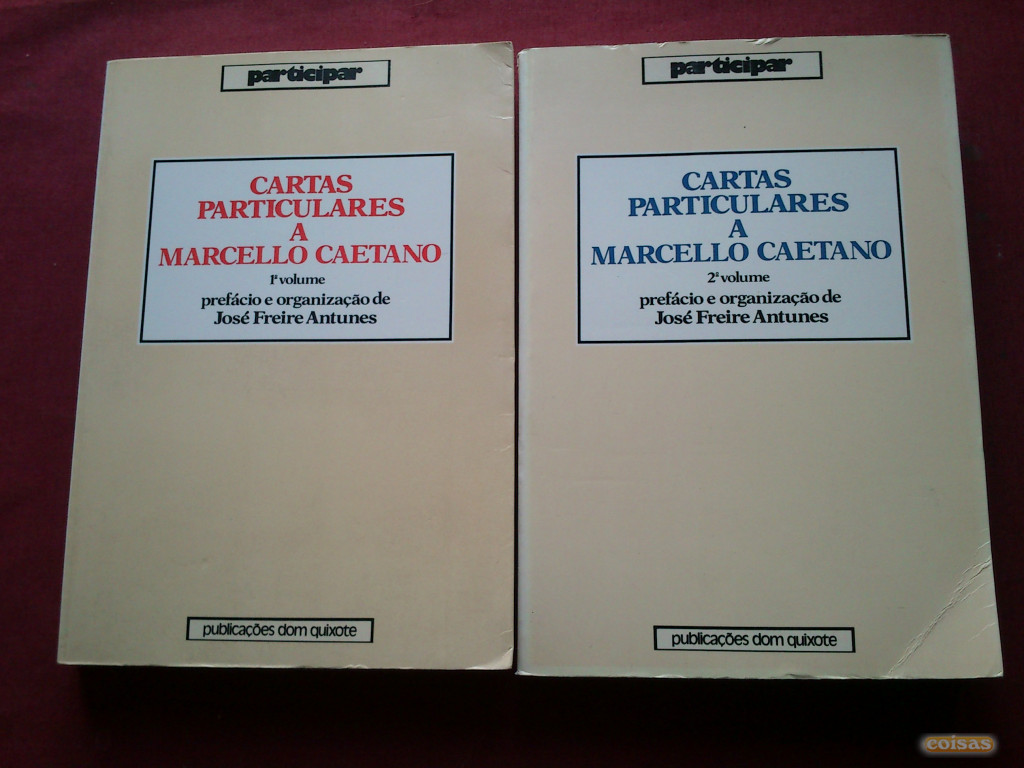 participar
CARTAS
PARTICULARES
A
MARCELLO CAETANO
1º volume
prefácio e organização de
José Freire Antunes
publicações dom quixote
participar
CARTAS
PARTICULARES
A
MARCELLO CAETANO
2º volume
prefácio e organização de
José Freire Antunes
publicações dom quixote
coisas